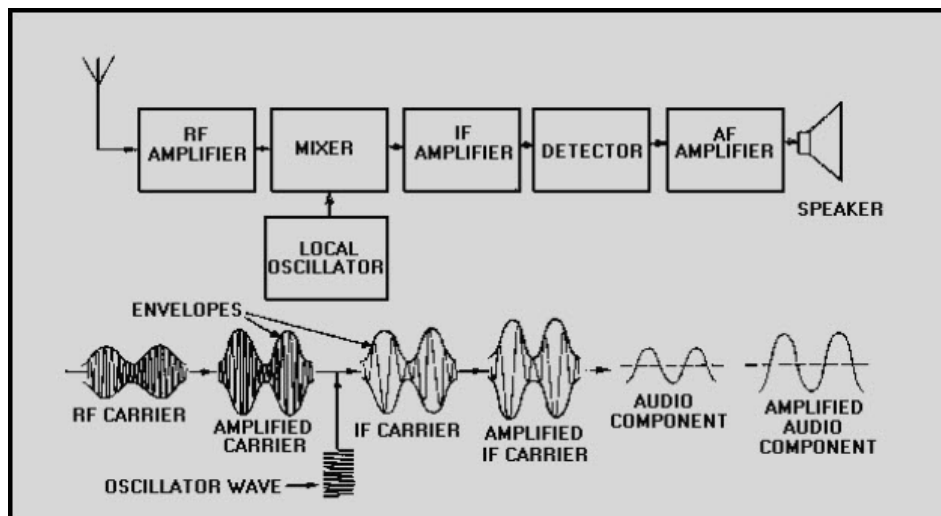 RF
AMPLIFIER
MIXER
IF
AMPLIFIER
DETECTOR
AF
AMPLIFIER
SPEAKER
LOCAL
OSCILLATOR
ENVELOPES
RF CARRIER
AMPLIFIED
CARRIER
IF CARRIER
AMPLIFIED
IF CARRIER
AUDIO
COMPONENT
AMPLIFIED
AUDIO
COMPONENT
OSCILLATOR WAVE